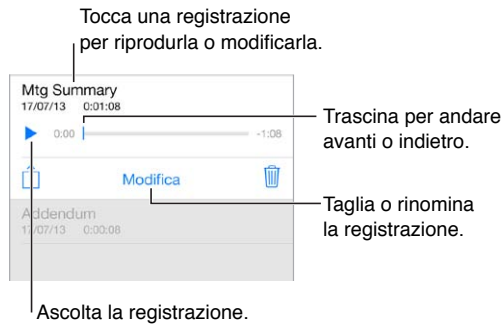 Tocca una registrazione
per riprodurla o modificarla.
Mtg Summary
17/07/13 0:01:08
0:00 -1:08
Trascina per andare
avanti o indietro.
Modifica
Taglia o rinomina
la registrazione.
Addendum
17/07/13 0:00:08
Ascolta la registrazione.